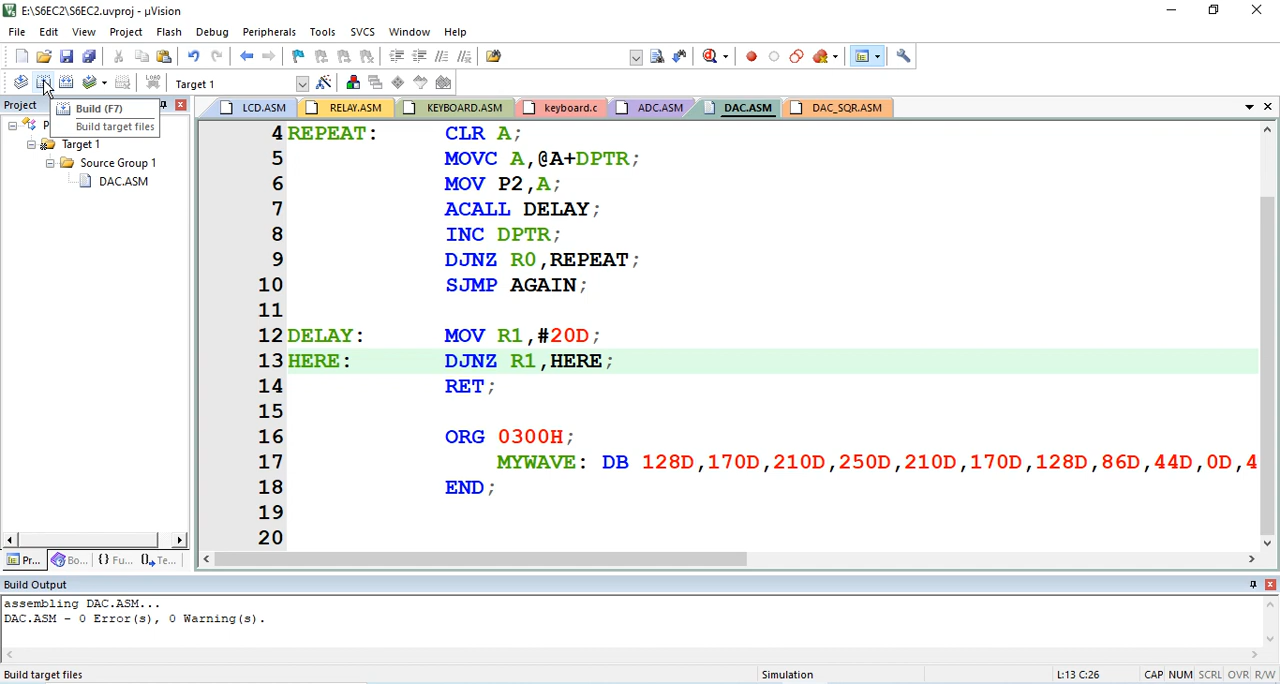 E:\S6EC2\S6EC2.uvproj - µVision
File Edit View Project Flash Debug Peripherals Tools SVCS Window Help
LOAD Target 1
Project
LCD.ASM RELAY.ASM KEYBOARD.ASM keyboard.c ADC.ASM DAC.ASM DAC_SQR.ASM
Build (F7)
Build target files
P
Target 1
Source Group 1
DAC.ASM
4 REPEAT: CLR A;
5 MOVC A,@A+DPTR;
6 MOV P2,A;
7 ACALL DELAY;
8 INC DPTR;
9 DJNZ R0,REPEAT;
10 SJMP AGAIN;
11
12 DELAY: MOV R1,#20D;
13 HERE: DJNZ R1,HERE;
14 RET;
15
16 ORG 0300H;
17 MYWAVE: DB 128D,170D,210D,250D,210D,170D,128D,86D,44D,0D,4
18 END;
19
20
Pr... Bo... {} Fu... Te...
Build Output
assembling DAC.ASM...
DAC.ASM - 0 Error(s), 0 Warning(s).
Build target files Simulation L:13 C:26 CAP NUM SCRL OVR R/W